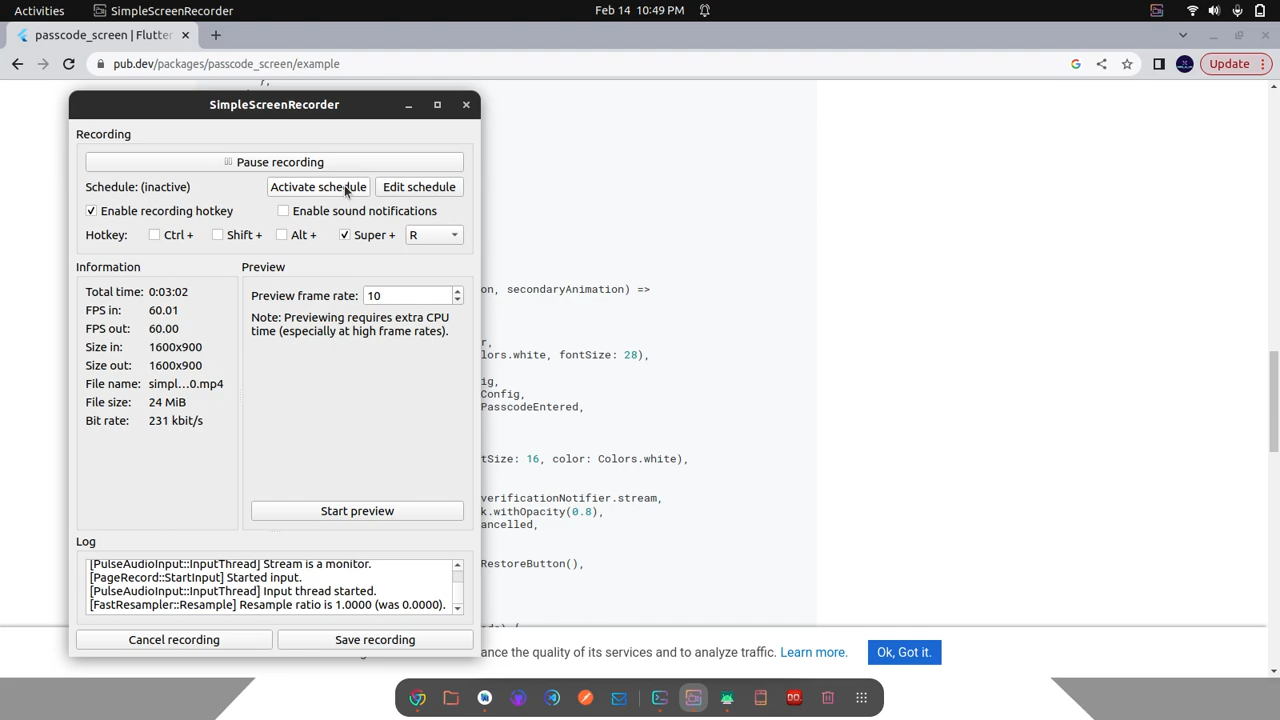 Activities
SimpleScreenRecorder
Feb 14 10:49 PM
passcode_screen | Flutter
pub.dev/packages/passcode_screen/example
Update
},
SimpleScreenRecorder
Recording
Pause recording
Schedule: (inactive)
Activate schedule
Edit schedule
Enable recording hotkey
Enable sound notifications
Hotkey:
Ctrl +
Shift +
Alt +
Super +
R
Information
Total time: 0:03:02
FPS in: 60.01
FPS out: 60.00
Size in: 1600x900
Size out: 1600x900
File name: simpl...0.mp4
File size: 24 MiB
Bit rate: 231 kbit/s
Preview
Preview frame rate: 10
Note: Previewing requires extra CPU
time (especially at high frame rates).
Start preview
Log
[PulseAudioInput::InputThread] Stream is a monitor.
[PageRecord::StartInput] Started input.
[PulseAudioInput::InputThread] Input thread started.
[FastResampler::Resample] Resample ratio is 1.0000 (was 0.0000).
Cancel recording
Save recording
on, secondaryAnimation) =>
r,
lors.white, fontSize: 28),
ig,
Config,
PasscodeEntered,
tSize: 16, color: Colors.white),
verificationNotifier.stream,
k.withOpacity(0.8),
ancelled,
RestoreButton(),
ance the quality of its services and to analyze traffic. Learn more.
Ok, Got it.
DO.